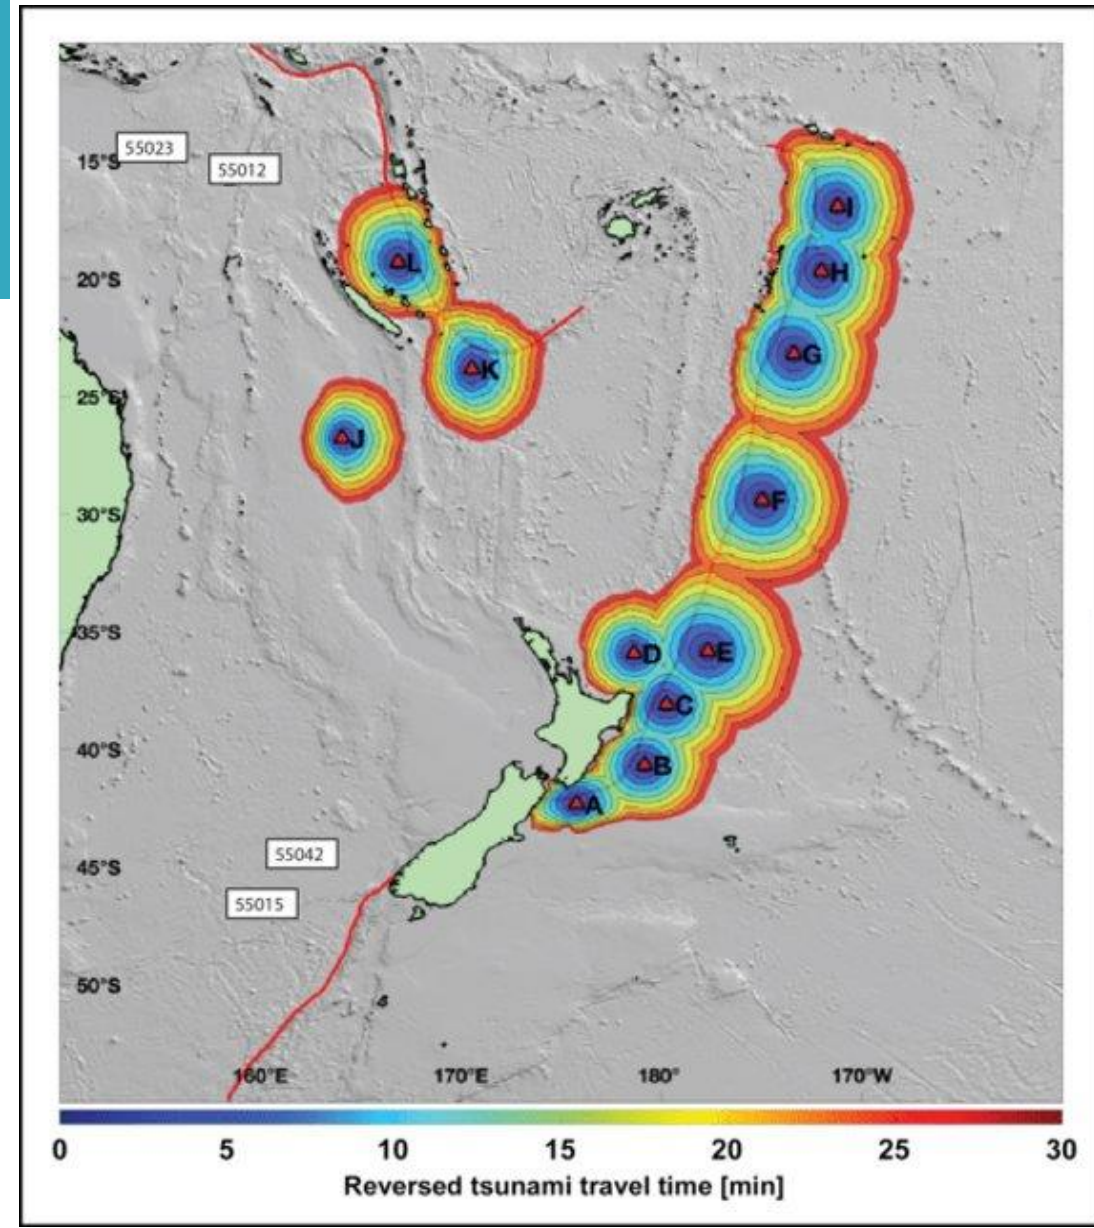 55023
15°S
55012
I
L
H
20°S
G
K
25°S
J
F
30°S
35°S
D
E
C
40°S
B
A
55042
45°S
55015
50°S
160°E 170°E 180° 170°W
0 5 10 15 20 25 30
Reversed tsunami travel time [min]